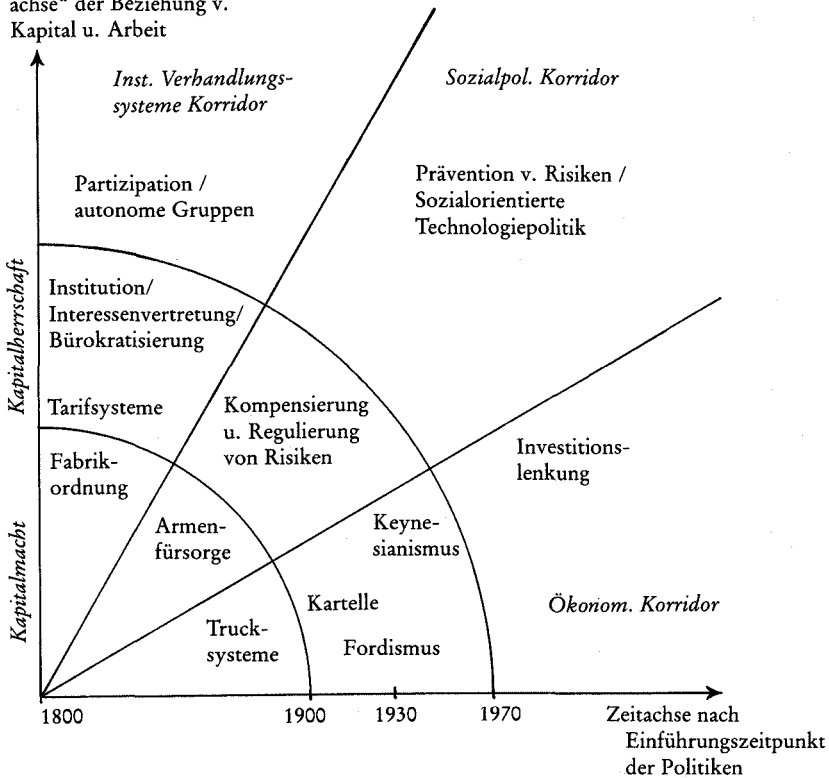 achse“ der Beziehung v.
Kapital u. Arbeit
Inst. Verhandlungs-
systeme Korridor
Sozialpol. Korridor
Partizipation /
autonome Gruppen
Prävention v. Risiken /
Sozialorientierte
Technologiepolitik
Kapitalherrschaft
Institution/
Interessenvertretung/
Bürokratisierung
Tarifsysteme
Kompensierung
u. Regulierung
von Risiken
Investitions-
lenkung
Kapitalmacht
Fabrik-
ordnung
Armen-
fürsorge
Keyne-
sianismus
Kartelle
Ökonom. Korridor
Truck-
systeme
Fordismus
1800
1900
1930
1970
Zeitachse nach
Einführungszeitpunkt
der Politiken